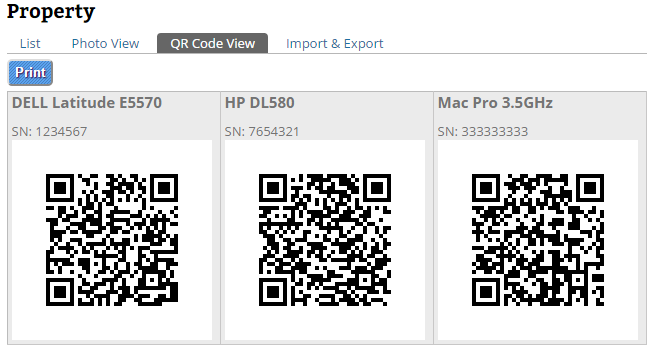 Property
List Photo View QR Code View Import & Export
Print
DELL Latitude E5570 HP DL580 Mac Pro 3.5GHz
SN: 1234567 SN: 7654321 SN: 333333333